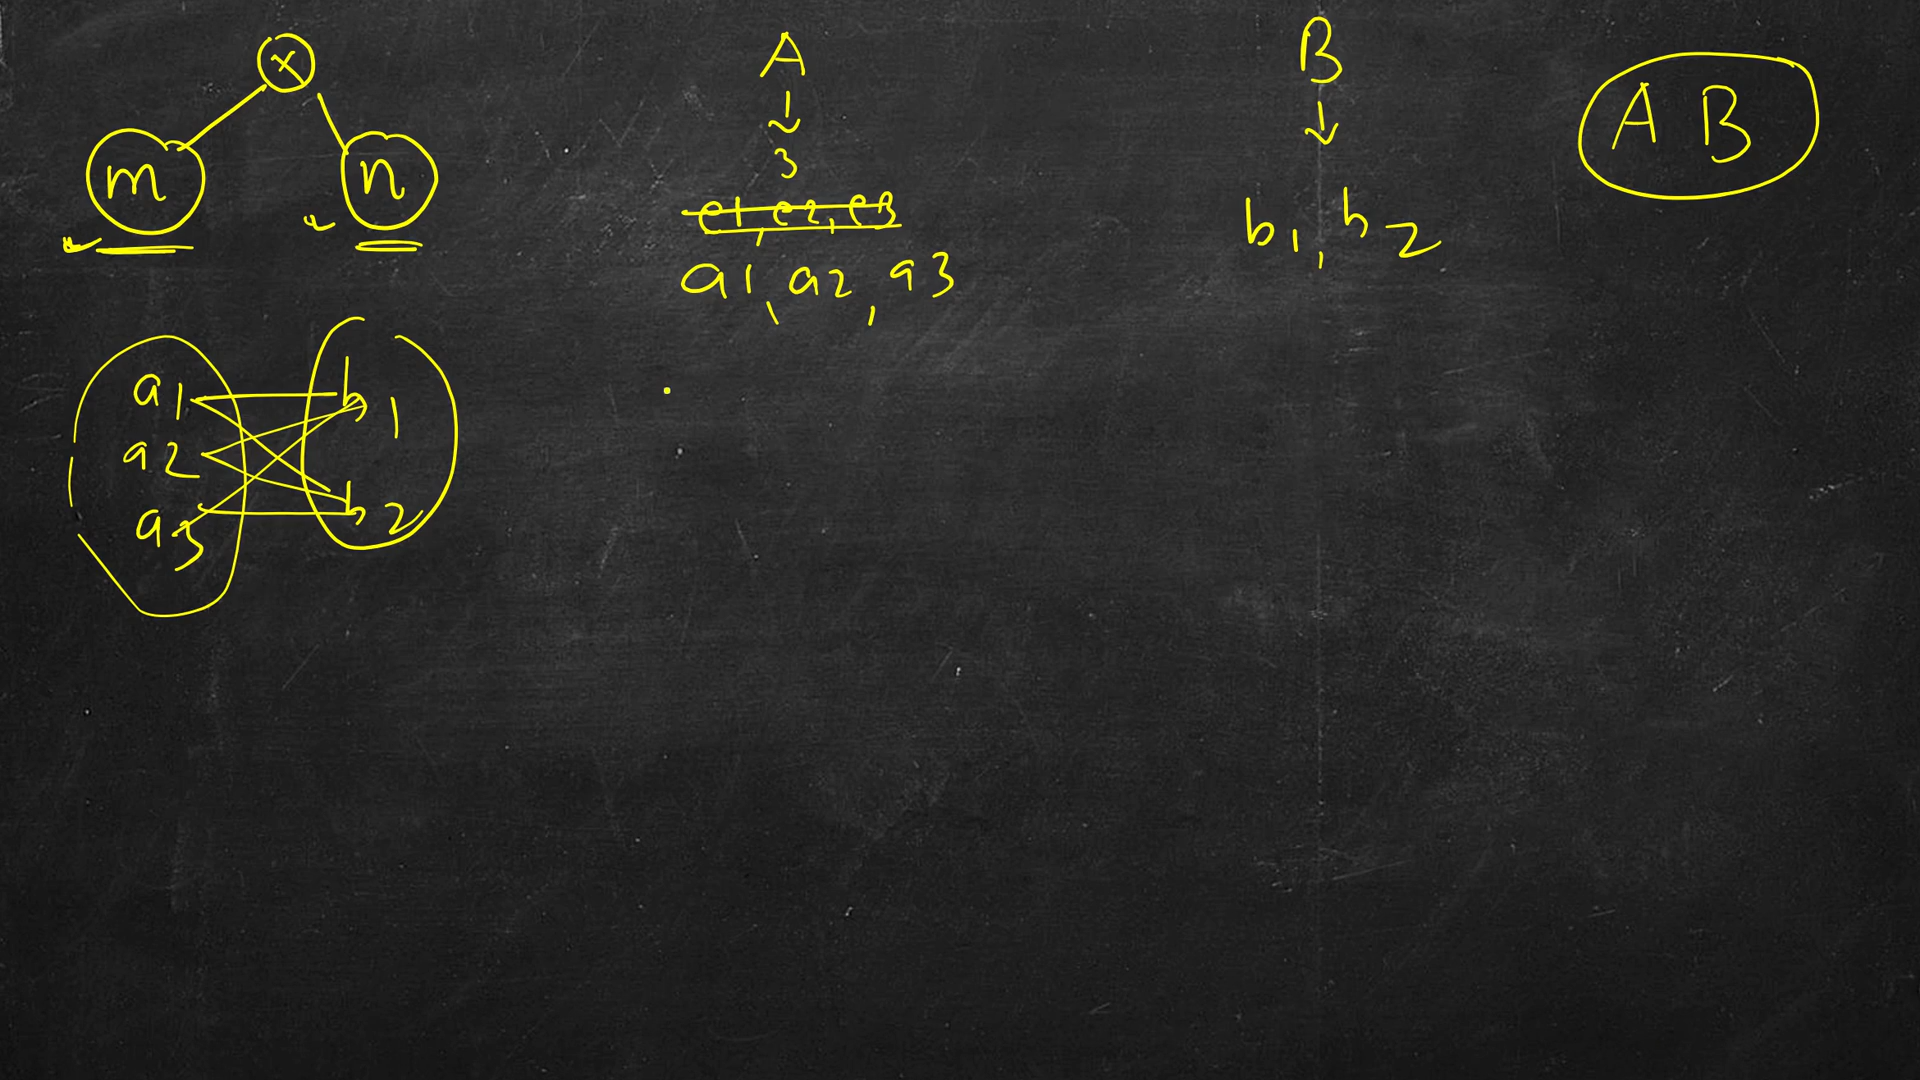 x
m n
A
3
e1, e2, e3
a1, a2, a3
B
b1, b2
A B
a1 b1
a2
a3 b2